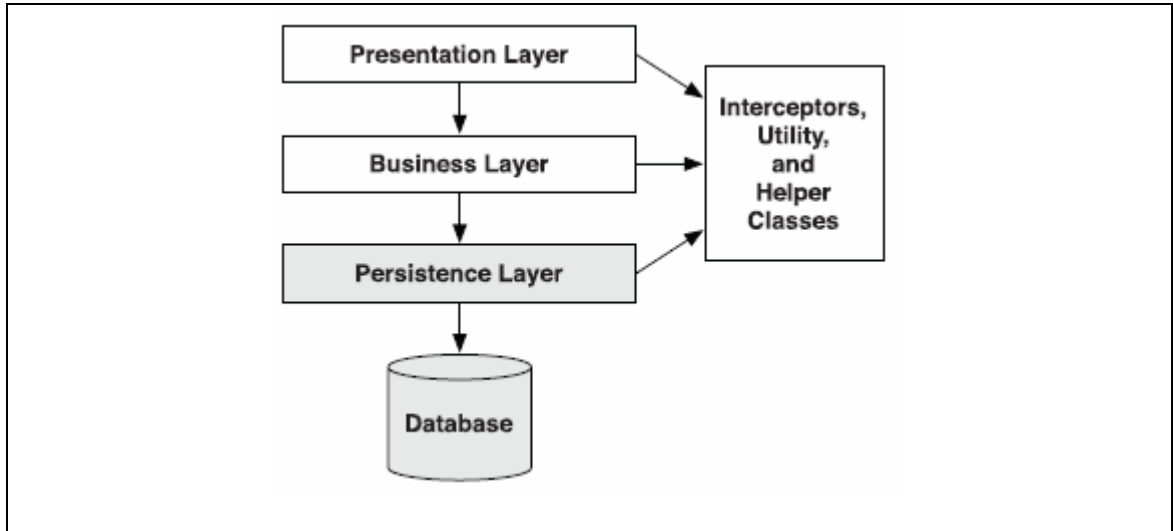 Presentation Layer
Business Layer
Persistence Layer
Database
Interceptors,
Utility,
and
Helper
Classes